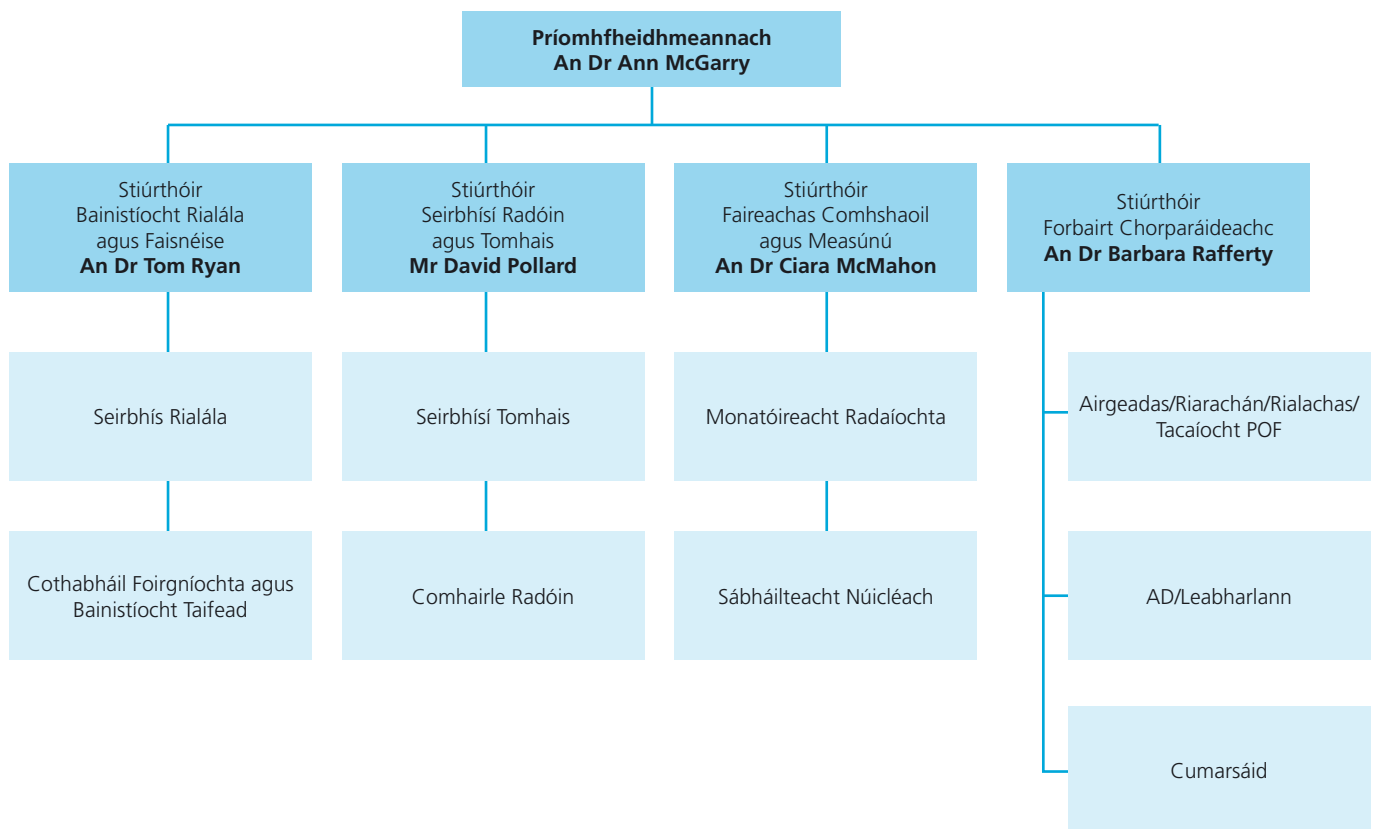 Príomhfheidhmeannach
An Dr Ann McGarry
Stiúrthóir
Bainistíocht Rialála
agus Faisnéise
An Dr Tom Ryan
Stiúrthóir
Seirbhísí Radóin
agus Tomhais
Mr David Pollard
Stiúrthóir
Faireachas Comhshaoil
agus Measúnú
An Dr Ciara McMahon
Stiúrthóir
Forbairt Chorparáideachc
An Dr Barbara Rafferty
Seirbhís Rialála
Seirbhísí Tomhais
Monatóireacht Radaíochta
Airgeadas/Riarachán/Rialachas/
Tacaíocht POF
Cothabháil Foirgníochta agus
Bainistíocht Taifead
Comhairle Radóin
Sábháilteacht Núicléach
AD/Leabharlann
Cumarsáid